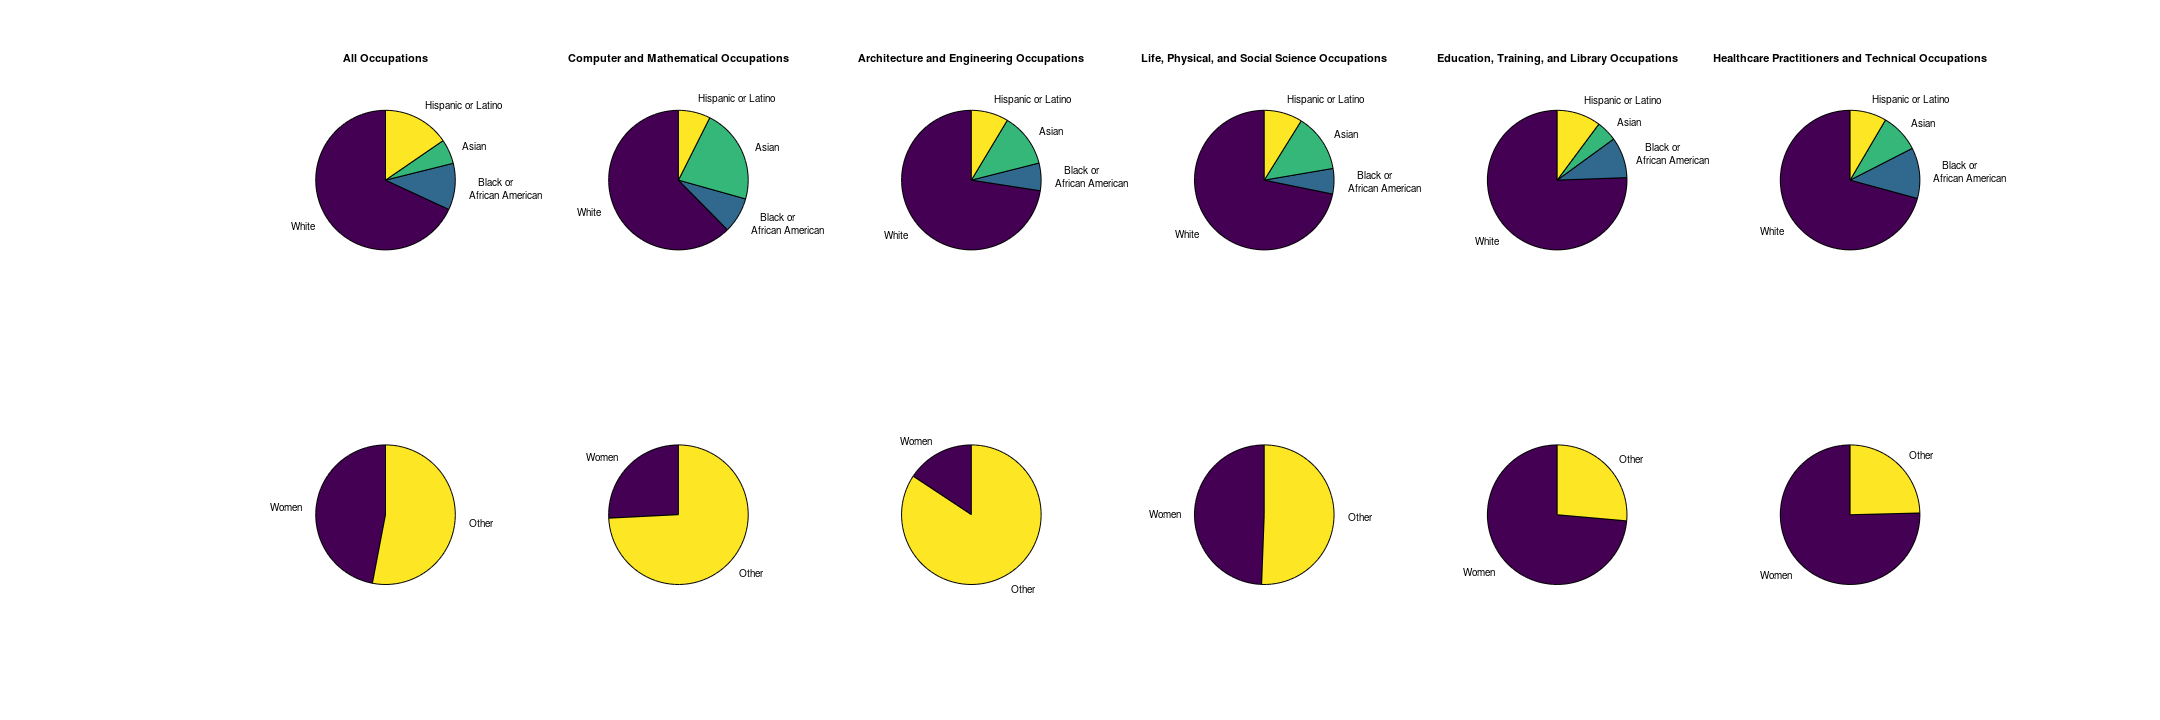 All Occupations
Computer and Mathematical Occupations
Architecture and Engineering Occupations
Life, Physical, and Social Science Occupations
Education, Training, and Library Occupations
Healthcare Practitioners and Technical Occupations
Hispanic or Latino
Asian
Black or
African American
White
Hispanic or Latino
Asian
Black or
African American
White
Hispanic or Latino
Asian
Black or
African American
White
Hispanic or Latino
Asian
Black or
African American
White
Hispanic or Latino
Asian
Black or
African American
White
Hispanic or Latino
Asian
Black or
African American
White
Women
Other
Women
Other
Women
Other
Women
Other
Other
Women
Other
Women